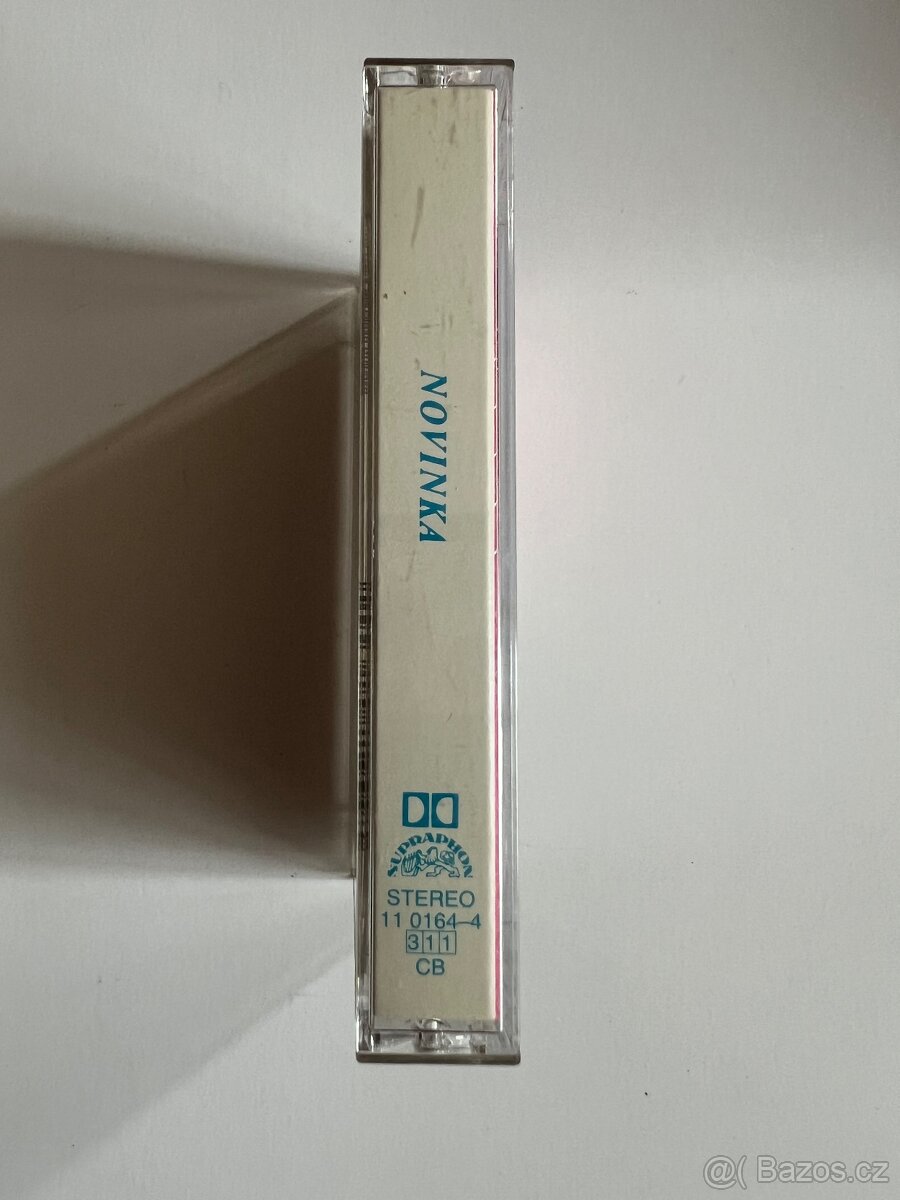 NOVINKA
SUPRAPHON
STEREO
11 0164-4
311
CB
@( Bazos.cz